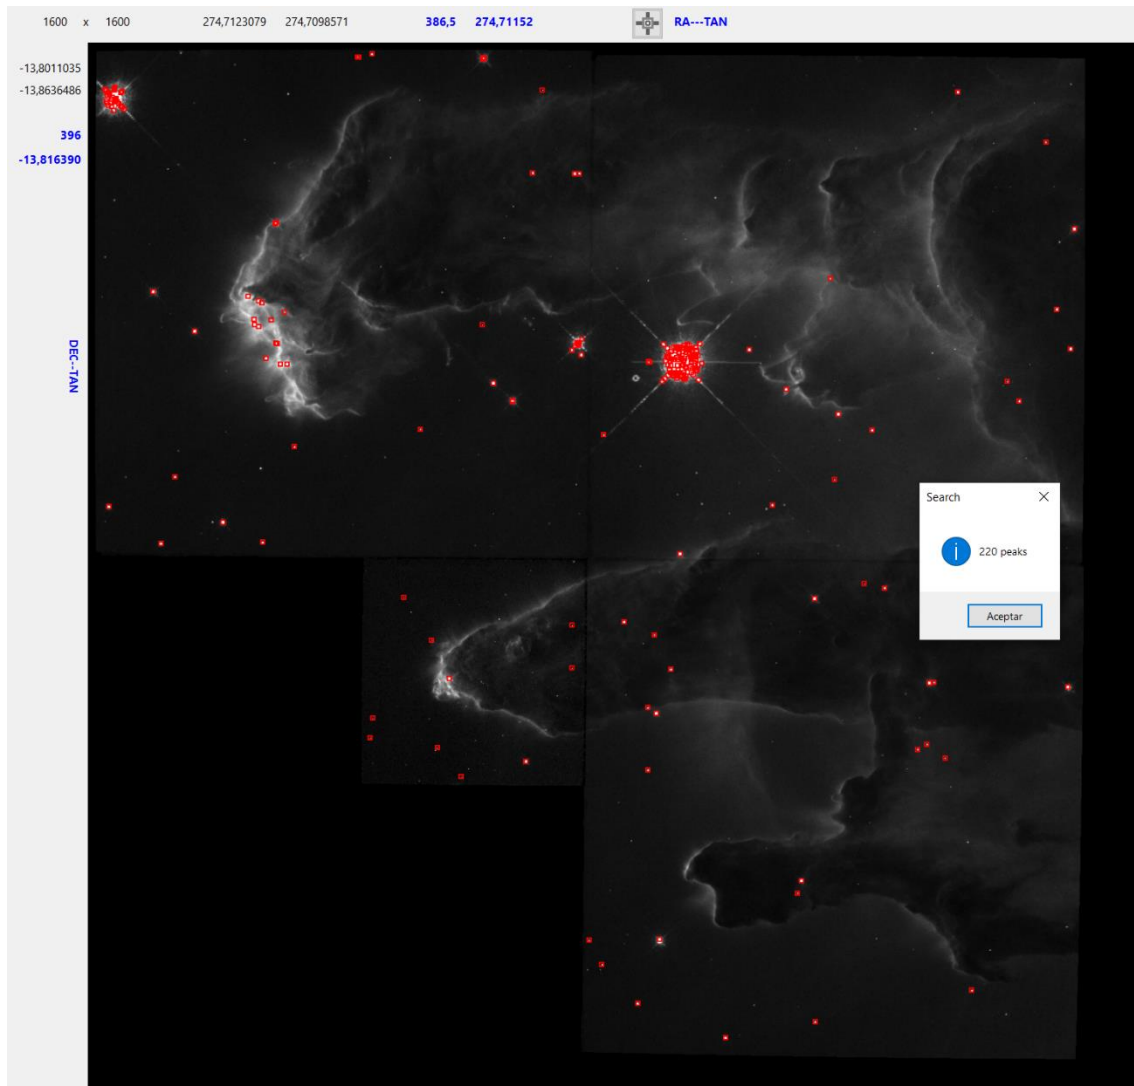 1600 x 1600 274,7123079 274,7098571 386,5 274,71152 RA---TAN
-13,8011035
-13,8636486
396
-13,816390
DEC--TAN
Search
220 peaks
Aceptar